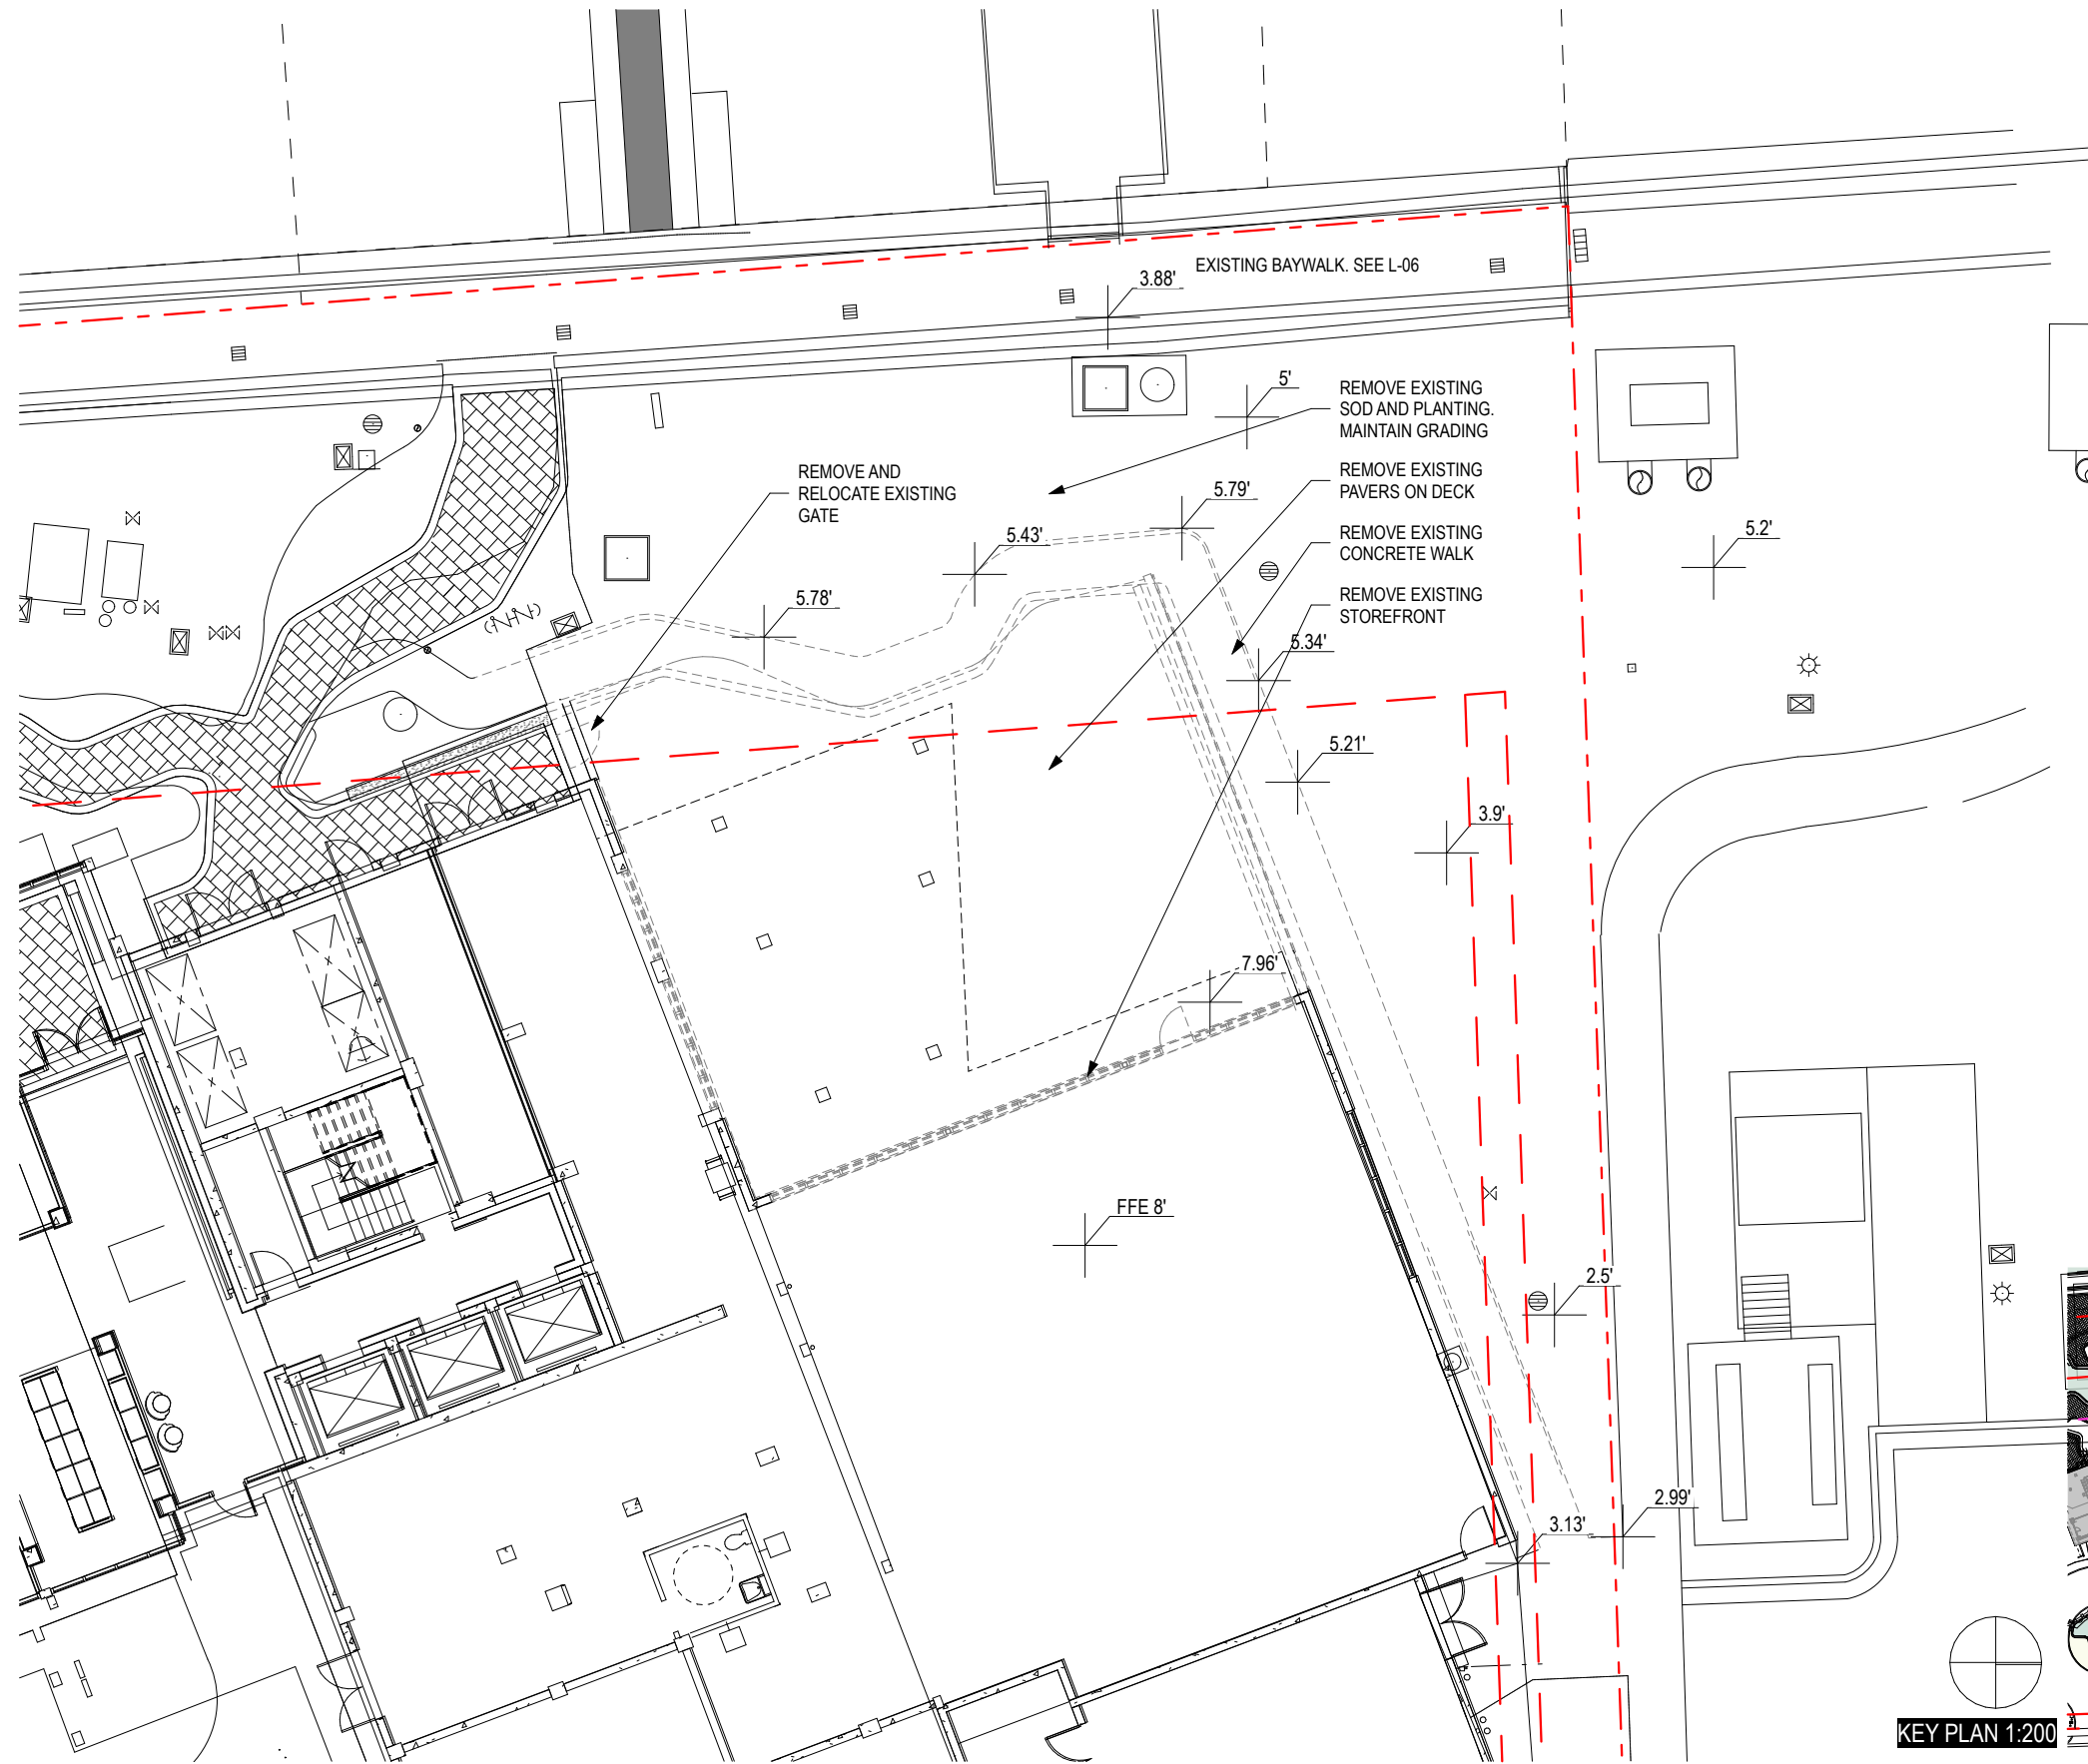 EXISTING BAYWALK. SEE L-06
3.88'
5'
REMOVE EXISTING
SOD AND PLANTING.
MAINTAIN GRADING
REMOVE AND
RELOCATE EXISTING
GATE
REMOVE EXISTING
PAVERS ON DECK
5.79'
5.43'
5.2'
REMOVE EXISTING
CONCRETE WALK
5.78'
REMOVE EXISTING
STOREFRONT
5.34'
5.21'
3.9'
7.96'
FFE 8'
2.5'
2.99'
3.13'
KEY PLAN 1:200